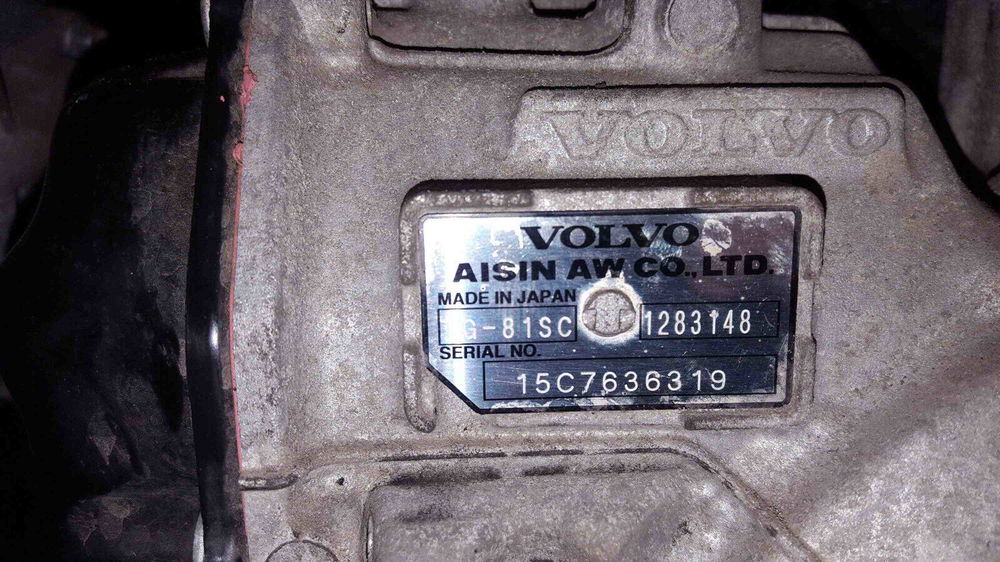 VOLVO
VOLVO
AISIN AW CO., LTD.
MADE IN JAPAN
G-81SC 1283148
SERIAL NO.
15C7636319